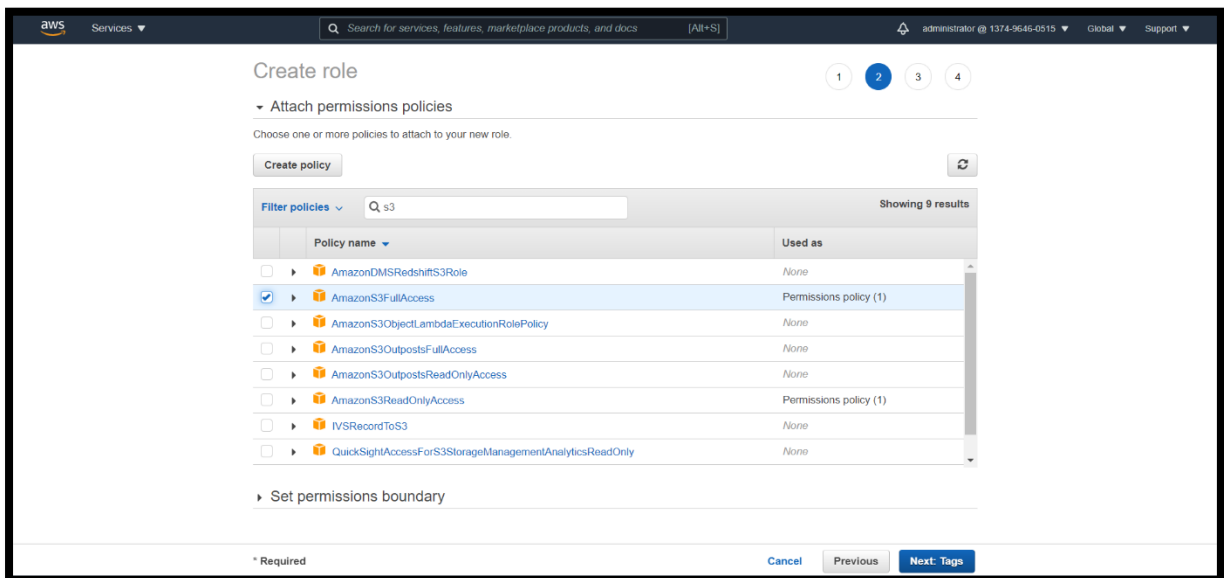 aws Services Search for services, features, marketplace products, and docs [Alt+S] administrator @ 1374-9646-0515 Global Support
Create role 1 2 3 4
Attach permissions policies
Choose one or more policies to attach to your new role.
Create policy
Filter policies s3 Showing 9 results
Policy name Used as
AmazonDMSRedshiftS3Role None
AmazonS3FullAccess Permissions policy (1)
AmazonS3ObjectLambdaExecutionRolePolicy None
AmazonS3OutpostsFullAccess None
AmazonS3OutpostsReadOnlyAccess None
AmazonS3ReadOnlyAccess Permissions policy (1)
IVSRecordToS3 None
QuickSightAccessForS3StorageManagementAnalyticsReadOnly None
Set permissions boundary
* Required Cancel Previous Next: Tags